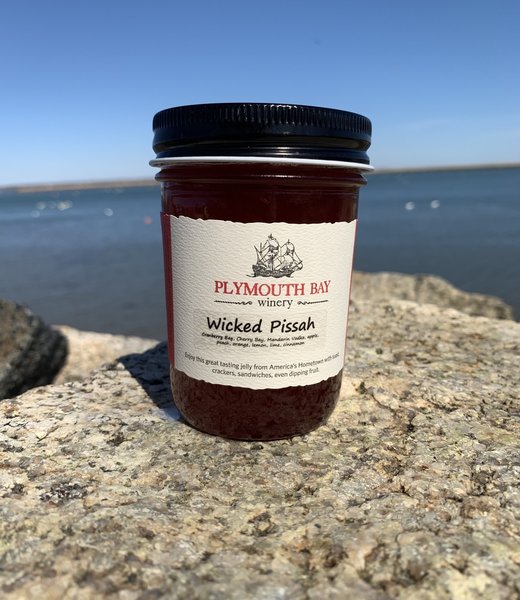 PLYMOUTH BAY
winery
Wicked Pissah
Cranberry Bay, Cherry Bay, Mandarin Vodka, apple,
peach, orange, lemon, lime, cinnamon
Enjoy this great tasting jelly from America's Hometown with toast,
crackers, sandwiches, even dipping fruit.